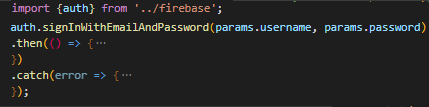 import {auth} from '../firebase';
auth.signInWithEmailAndPassword(params.username, params.password)
.then(() => {⋯
})
.catch(error => {⋯
});